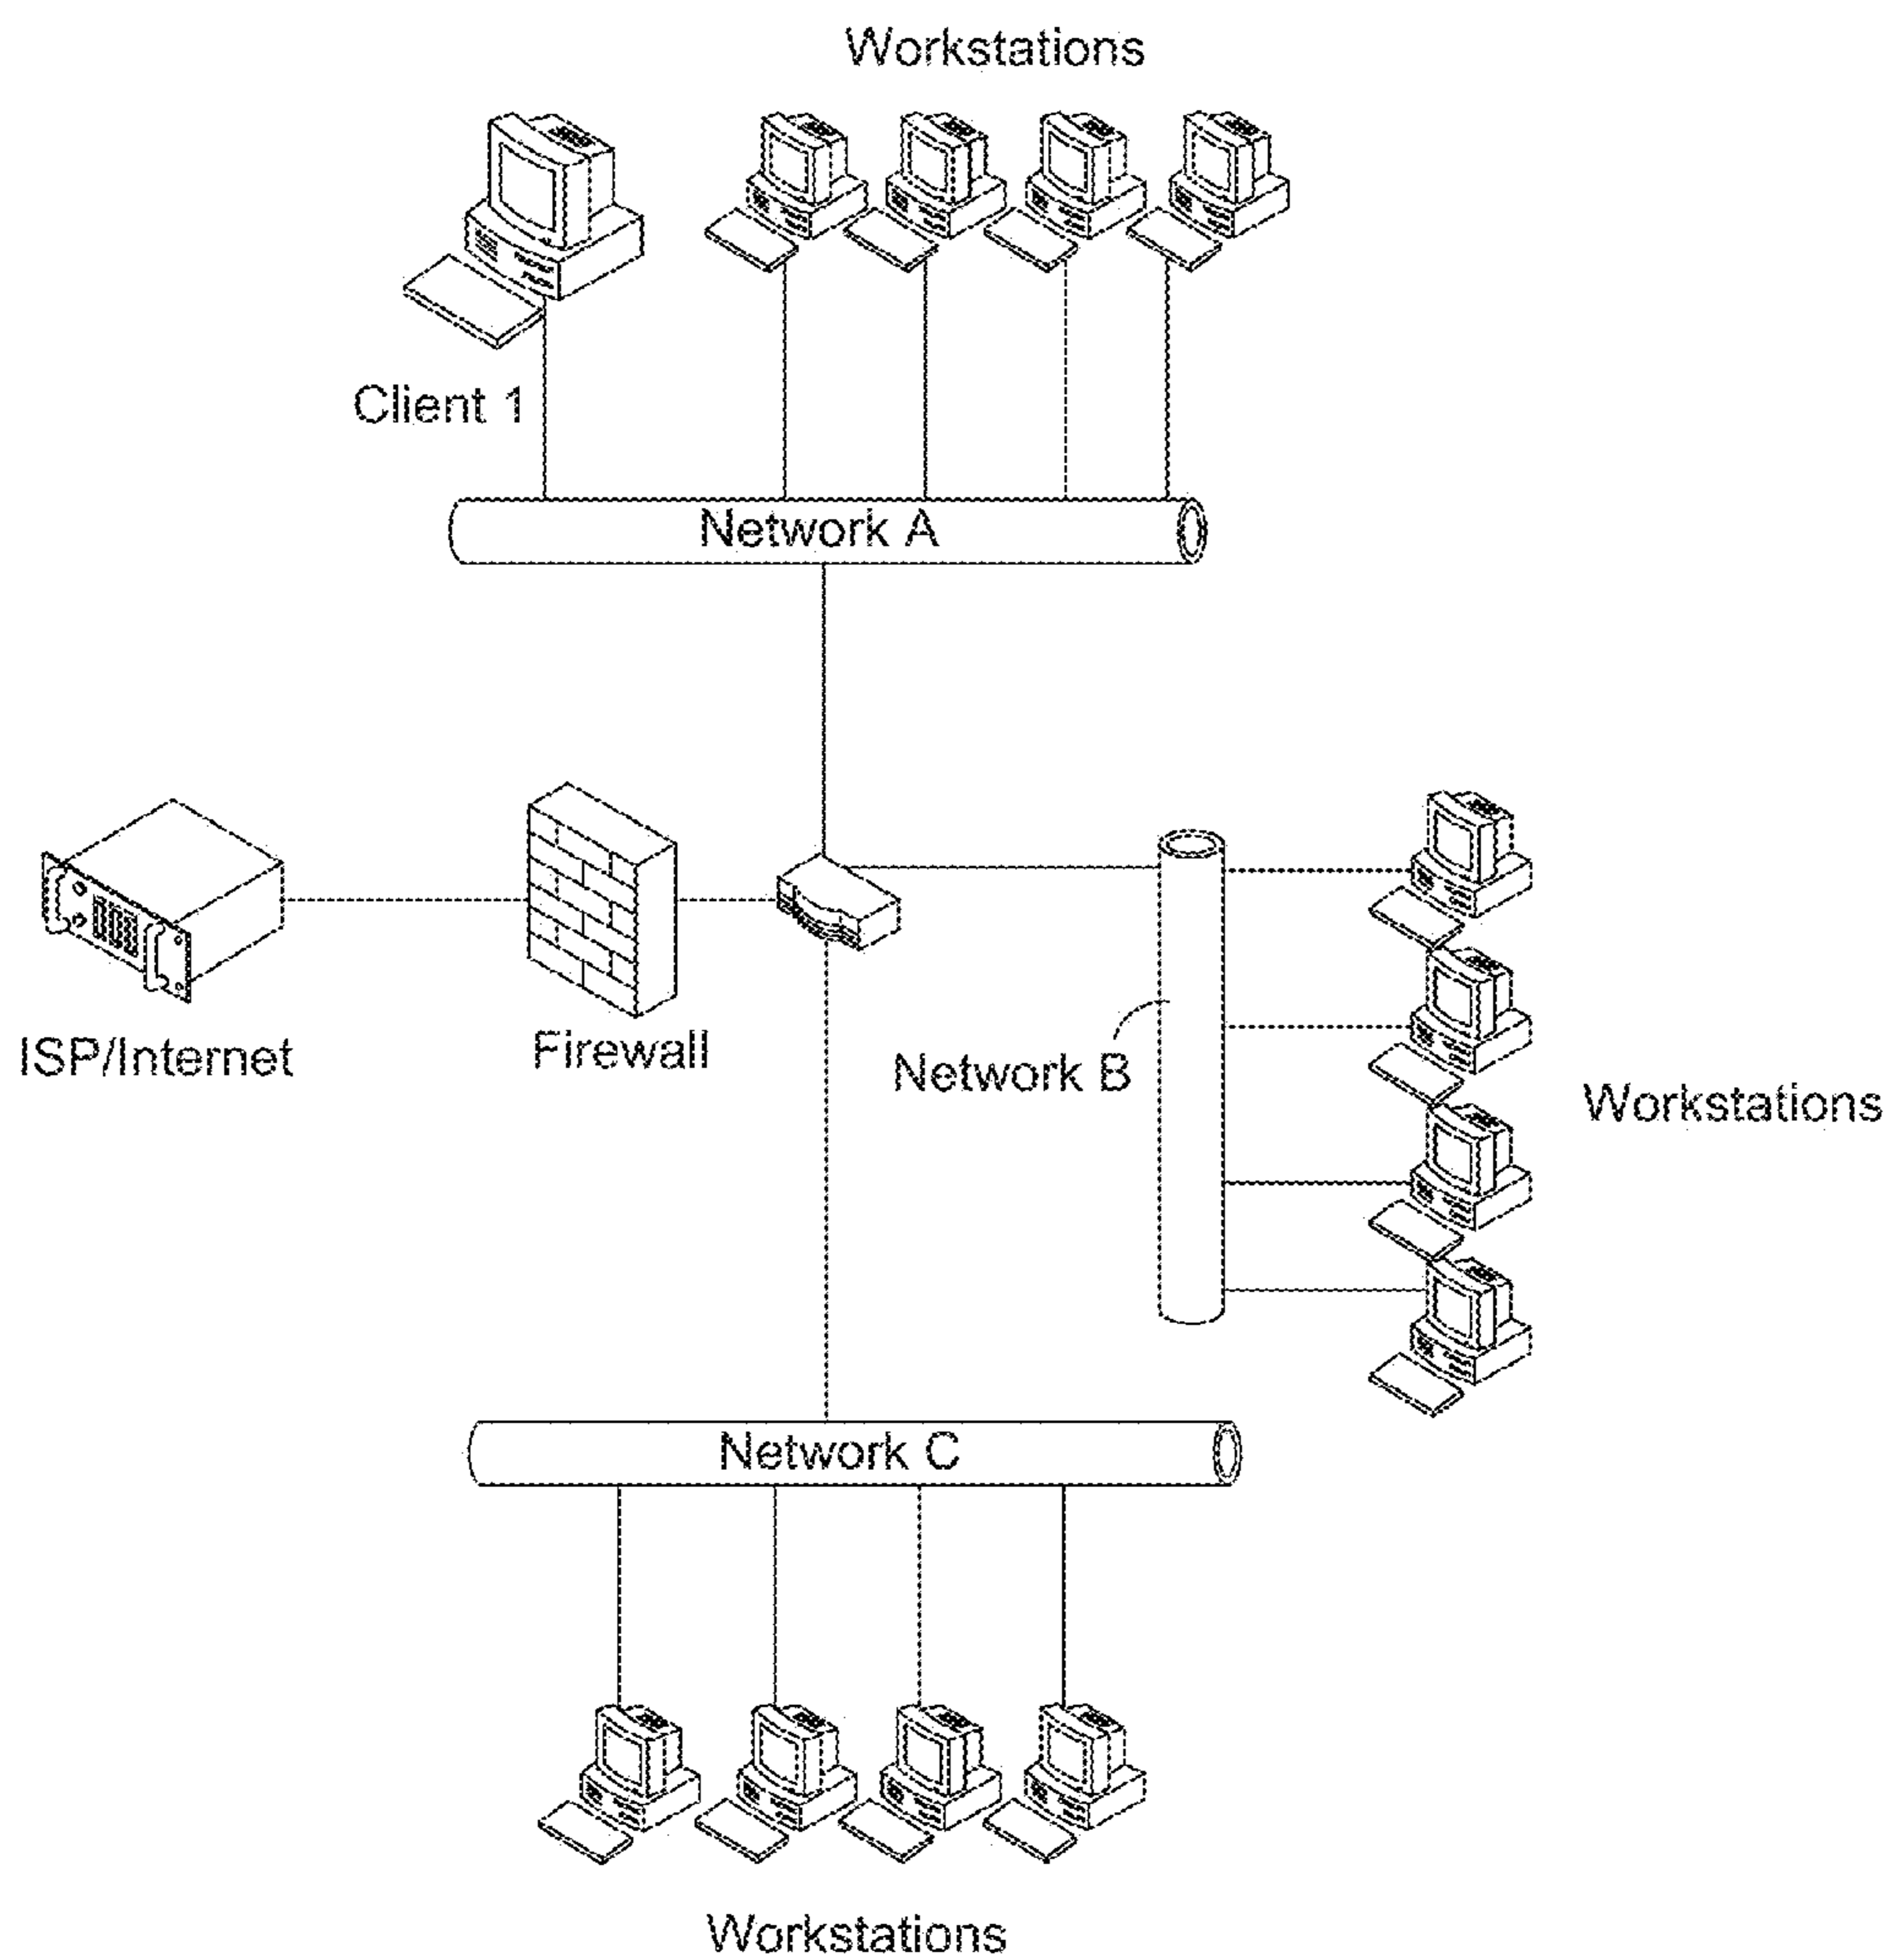 Workstations
Client 1
Network A
ISP/Internet
Firewall
Network B
Workstations
Network C
Workstations